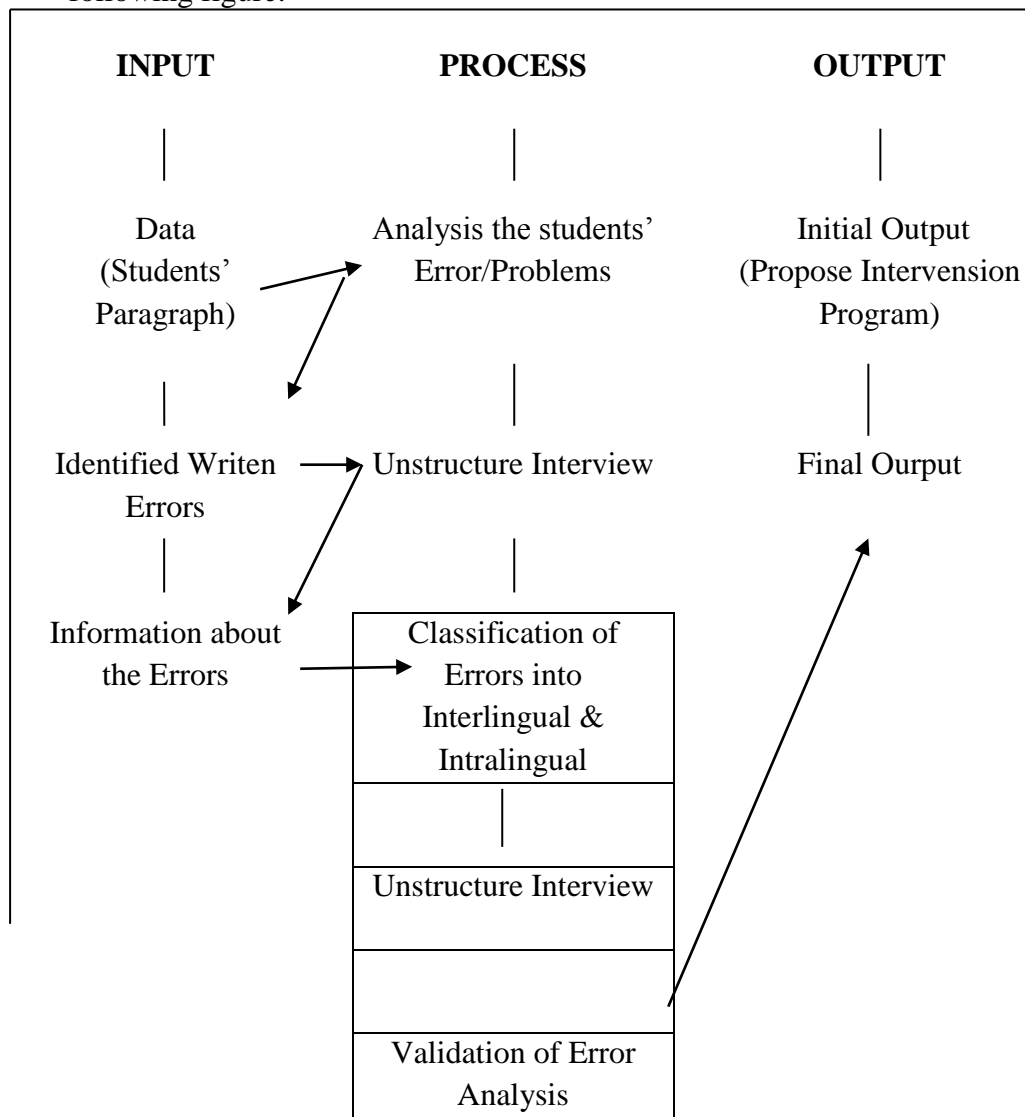 following figure:
INPUT PROCESS OUTPUT
Data
(Students’
Paragraph)
Analysis the students’
Error/Problems
Initial Output
(Propose Intervension
Program)
Identified Writen
Errors
Unstructure Interview
Final Ourput
Information about
the Errors
Classification of
Errors into
Interlingual &
Intralingual
Unstructure Interview
Validation of Error
Analysis